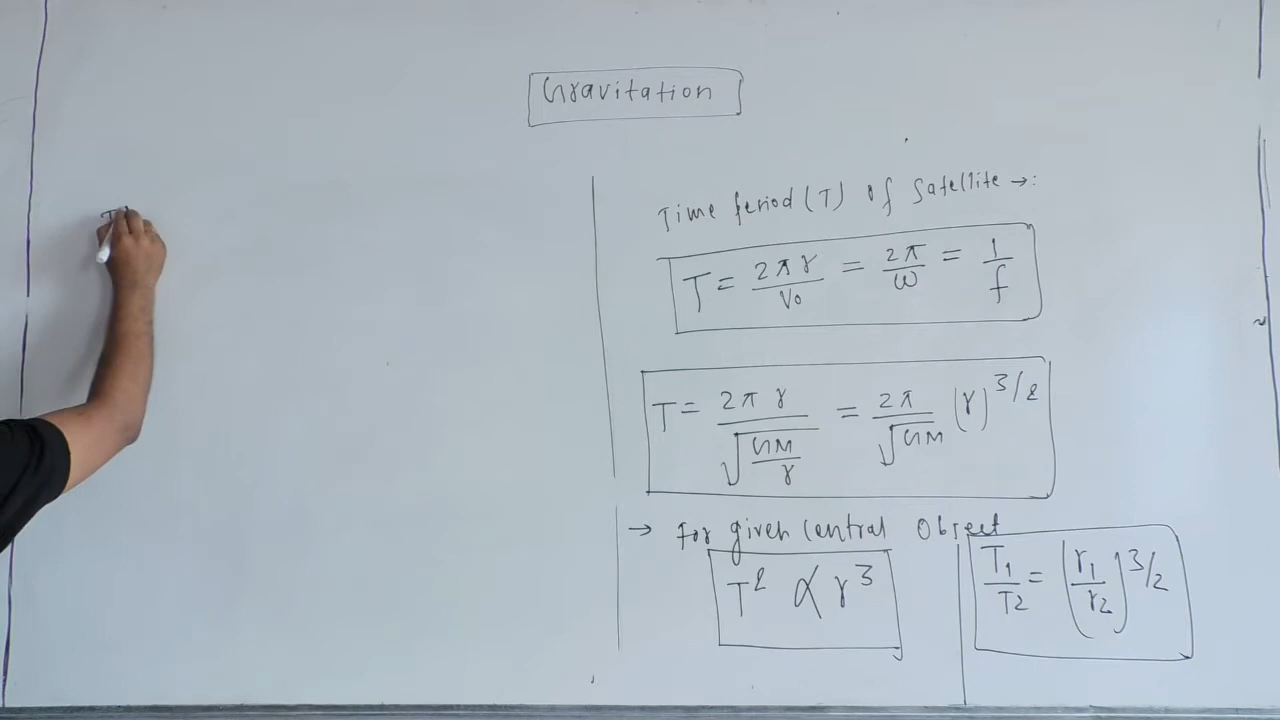 Gravitation
Time period (T) of Satellite →:
T = 2πr/V₀ = 2π/ω = 1/f
T = 2πr/√(GM/r) = 2π/√GM (r)^3/2
→ For given Central Object
T² ∝ r³
T₁/T₂ = (r₁/r₂)^3/2